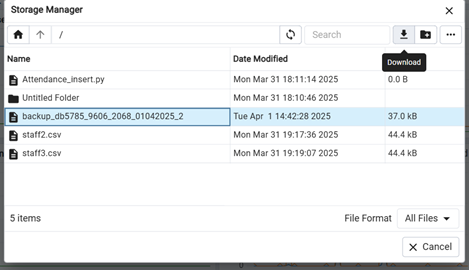 Storage Manager
/
Search
Download
Name Date Modified
Attendance_insert.py Mon Mar 31 18:11:14 2025 0.0 B
Untitled Folder Mon Mar 31 18:10:46 2025
backup_db5785_9606_2068_01042025_2 Tue Apr 1 14:42:28 2025 37.0 kB
staff2.csv Mon Mar 31 19:17:36 2025 44.4 kB
staff3.csv Mon Mar 31 19:19:07 2025 44.4 kB
5 items File Format All Files
Cancel